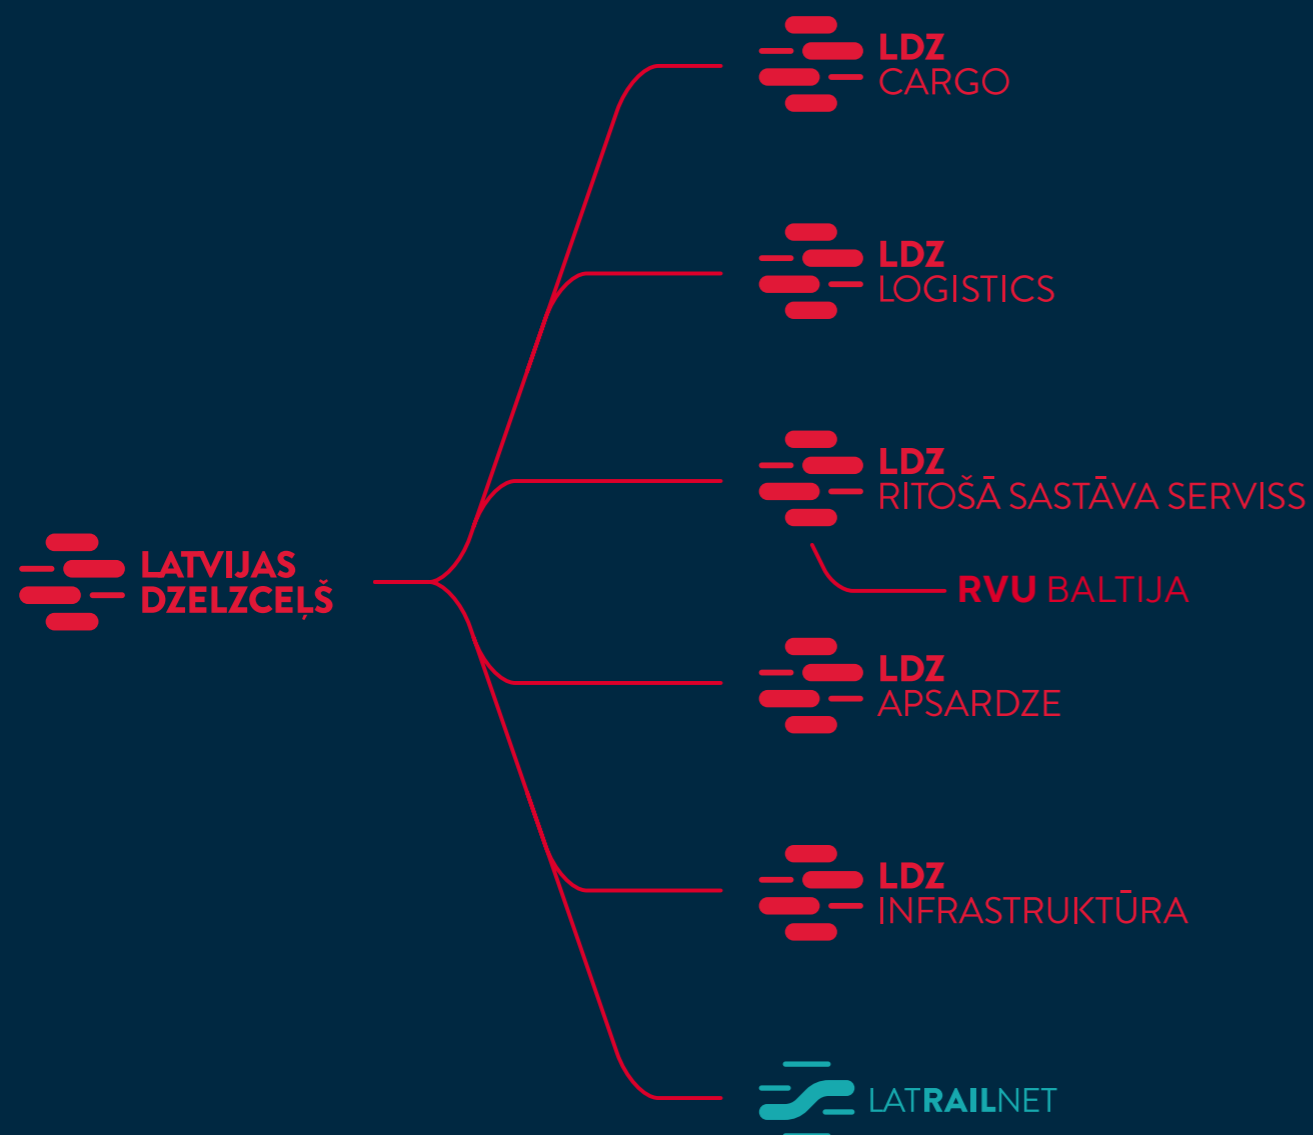 LDZ
CARGO
LDZ
LOGISTICS
LDZ
RITOŠĀ SASTĀVA SERVISS
LATVIJAS
DZELZCEĻŠ
RVU BALTIJA
LDZ
APSARDZE
LDZ
INFRASTRUKTŪRA
LATRAILNET